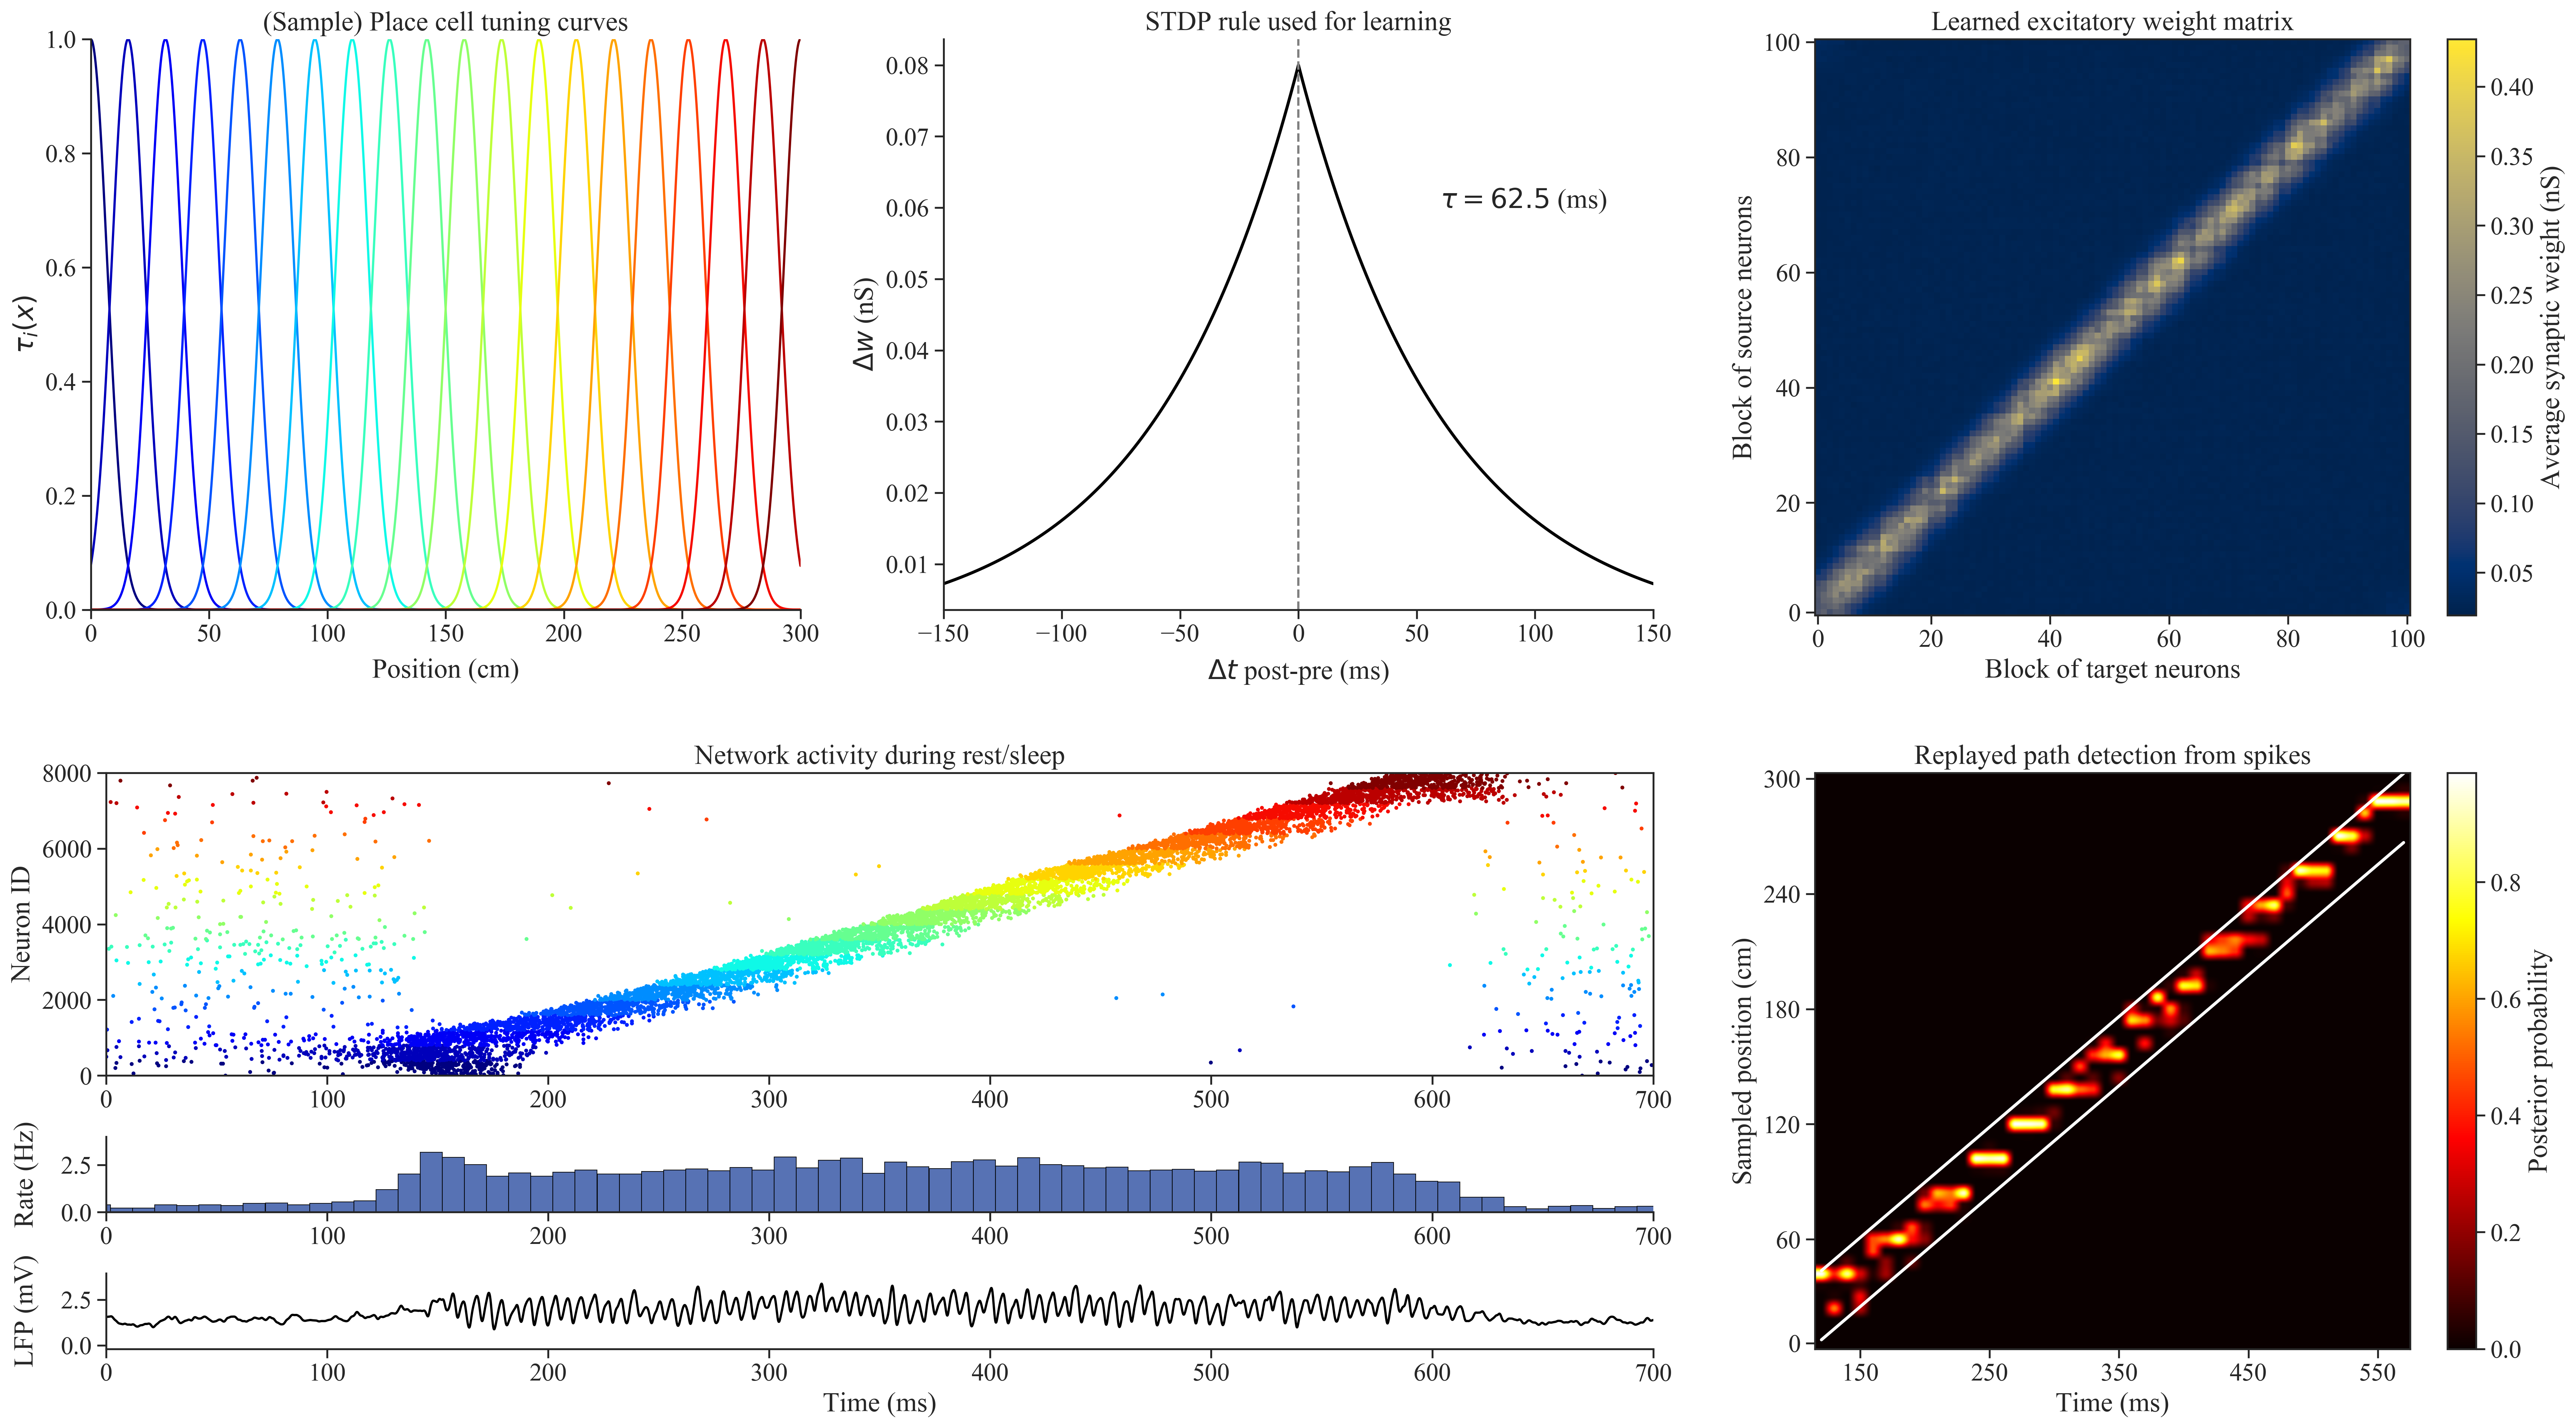 (Sample) Place cell tuning curves
1.0
0.8
0.6
0.4
0.2
0.0
τi(x)
0 50 100 150 200 250 300
Position (cm)
STDP rule used for learning
0.08
0.07
0.06
0.05
0.04
0.03
0.02
0.01
Δw (nS)
τ = 62.5 (ms)
−150 −100 −50 0 50 100 150
Δt post-pre (ms)
Learned excitatory weight matrix
100
80
60
40
20
0
Block of source neurons
0 20 40 60 80 100
Block of target neurons
0.40
0.35
0.30
0.25
0.20
0.15
0.10
0.05
Average synaptic weight (nS)
Network activity during rest/sleep
8000
6000
4000
2000
0
Neuron ID
0 100 200 300 400 500 600 700
2.5
0.0
Rate (Hz)
0 100 200 300 400 500 600 700
2.5
0.0
LFP (mV)
0 100 200 300 400 500 600 700
Time (ms)
Replayed path detection from spikes
300
240
180
120
60
0
Sampled position (cm)
150 250 350 450 550
Time (ms)
0.8
0.6
0.4
0.2
0.0
Posterior probability